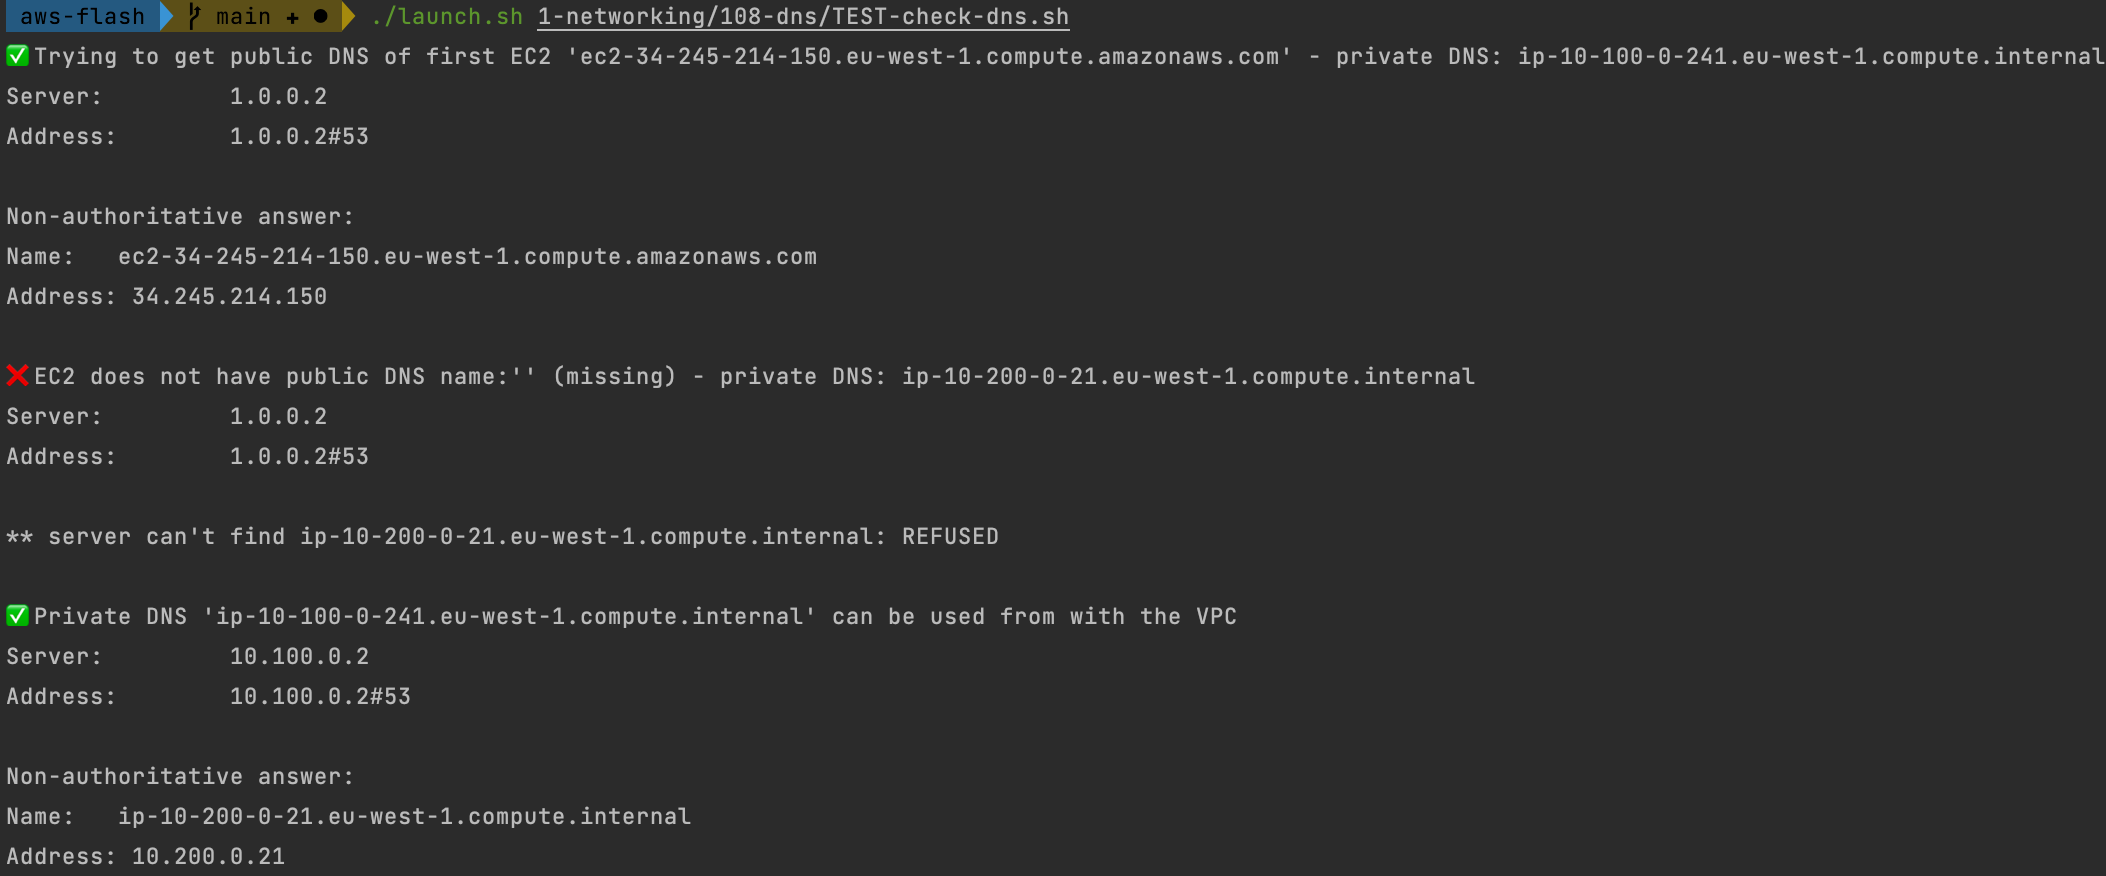 aws-flash main + ● ./launch.sh 1-networking/108-dns/TEST-check-dns.sh
✅Trying to get public DNS of first EC2 'ec2-34-245-214-150.eu-west-1.compute.amazonaws.com' - private DNS: ip-10-100-0-241.eu-west-1.compute.internal
Server: 1.0.0.2
Address: 1.0.0.2#53
Non-authoritative answer:
Name: ec2-34-245-214-150.eu-west-1.compute.amazonaws.com
Address: 34.245.214.150
❌EC2 does not have public DNS name:'' (missing) - private DNS: ip-10-200-0-21.eu-west-1.compute.internal
Server: 1.0.0.2
Address: 1.0.0.2#53
** server can't find ip-10-200-0-21.eu-west-1.compute.internal: REFUSED
✅Private DNS 'ip-10-100-0-241.eu-west-1.compute.internal' can be used from with the VPC
Server: 10.100.0.2
Address: 10.100.0.2#53
Non-authoritative answer:
Name: ip-10-200-0-21.eu-west-1.compute.internal
Address: 10.200.0.21